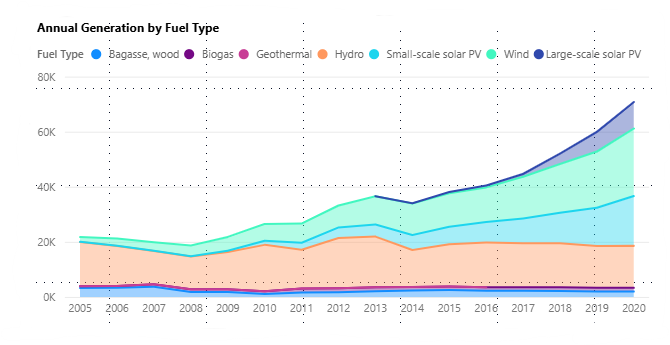 Annual Generation by Fuel Type
Fuel Type Bagasse, wood Biogas Geothermal Hydro Small-scale solar PV Wind Large-scale solar PV
80K
60K
40K
20K
0K
2005 2006 2007 2008 2009 2010 2011 2012 2013 2014 2015 2016 2017 2018 2019 2020